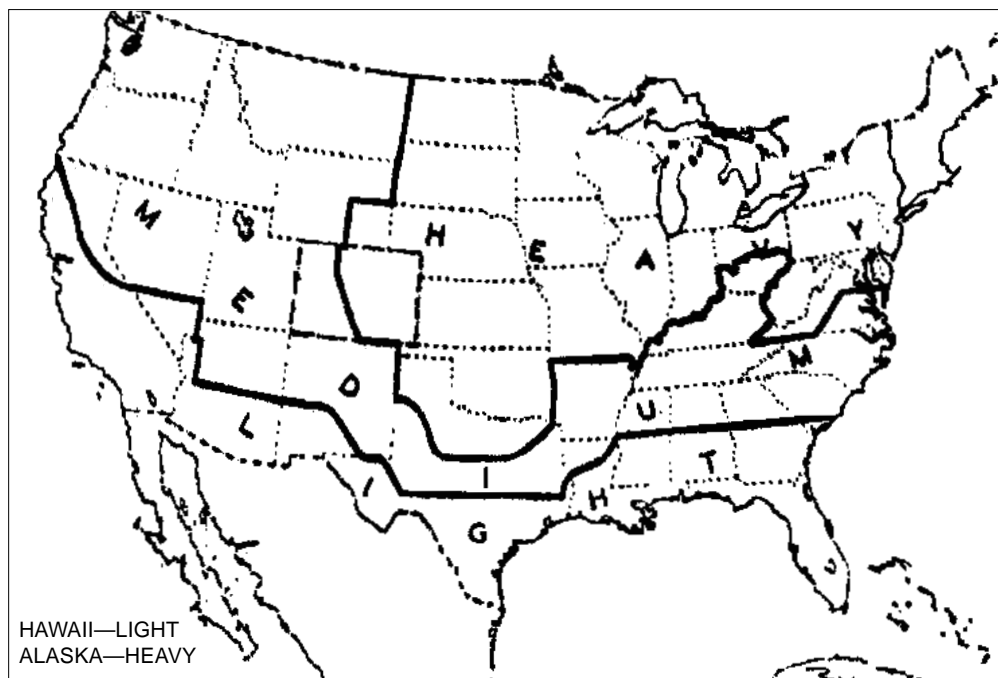 H E A V Y
M E D I U M
L I G H T
HAWAII—LIGHT
ALASKA—HEAVY